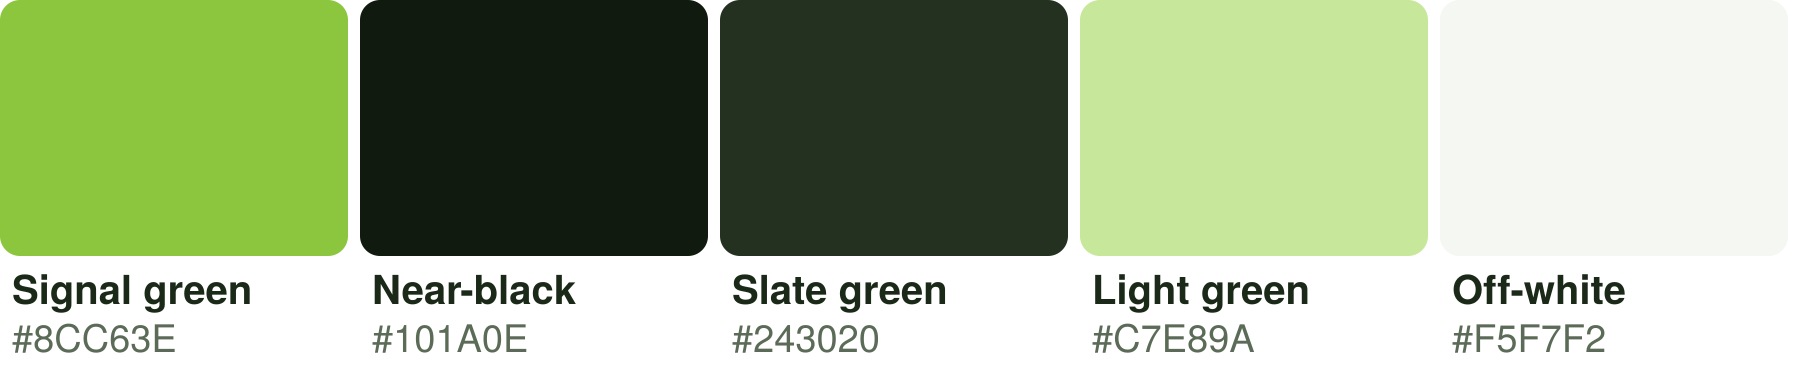 Signal green
#8CC63E
Near-black
#101A0E
Slate green
#243020
Light green
#C7E89A
Off-white
#F5F7F2